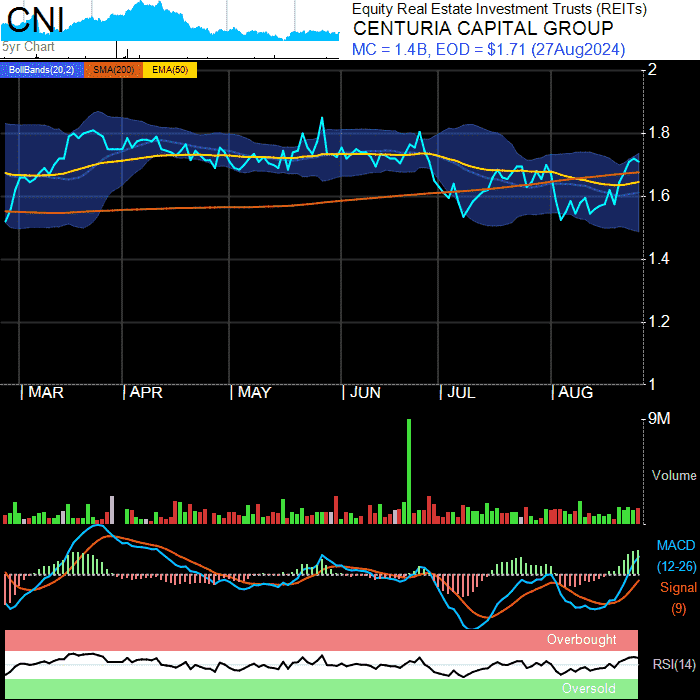 CNI
5yr Chart
Equity Real Estate Investment Trusts (REITs)
CENTURIA CAPITAL GROUP
MC = 1.4B, EOD = $1.71 (27Aug2024)
BollBands(20,2) SMA(200) EMA(50)
2
1.8
1.6
1.4
1.2
1
MAR APR MAY JUN JUL AUG
9M
Volume
MACD
(12-26)
Signal
(9)
Overbought
RSI(14)
Oversold